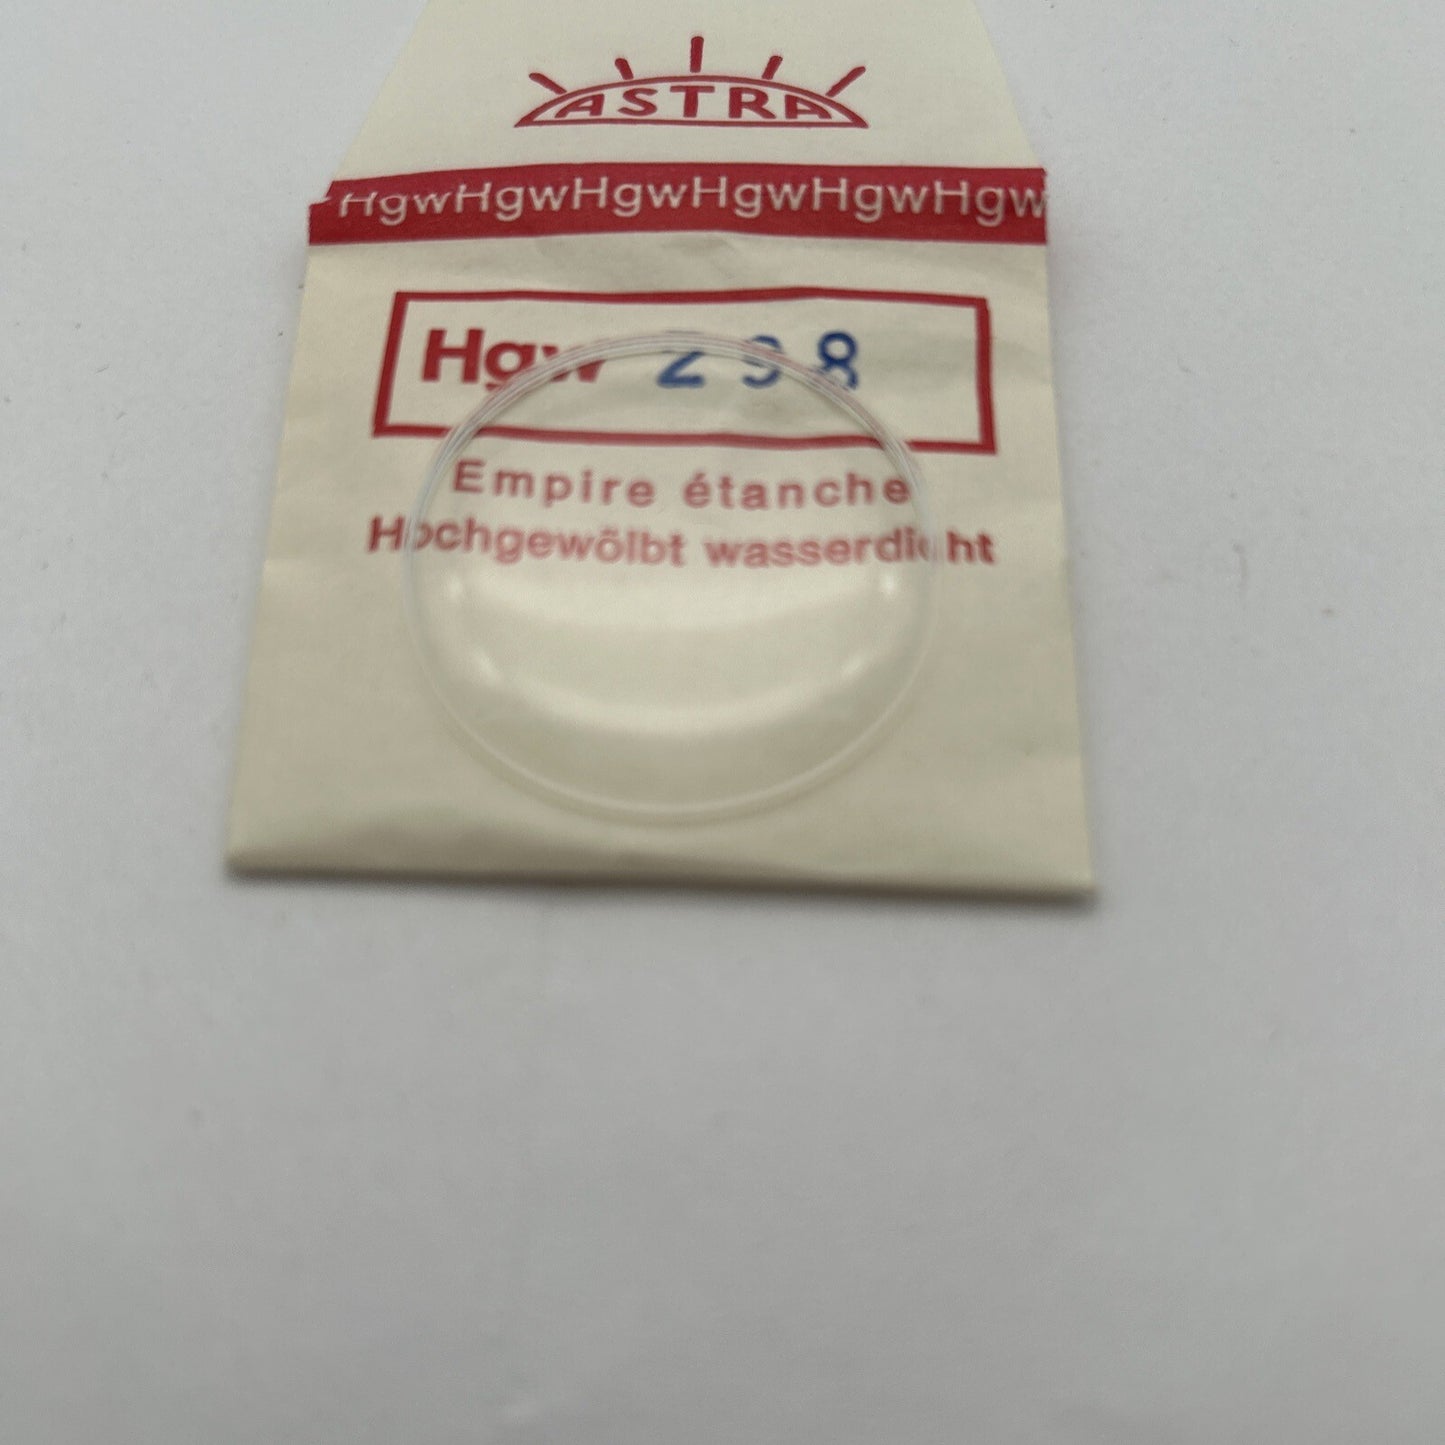 ASTRA
HgwHgwHgwHgwHgwHgw
Hgw 298
Empire étanche
Hochgewölbt wasserdicht